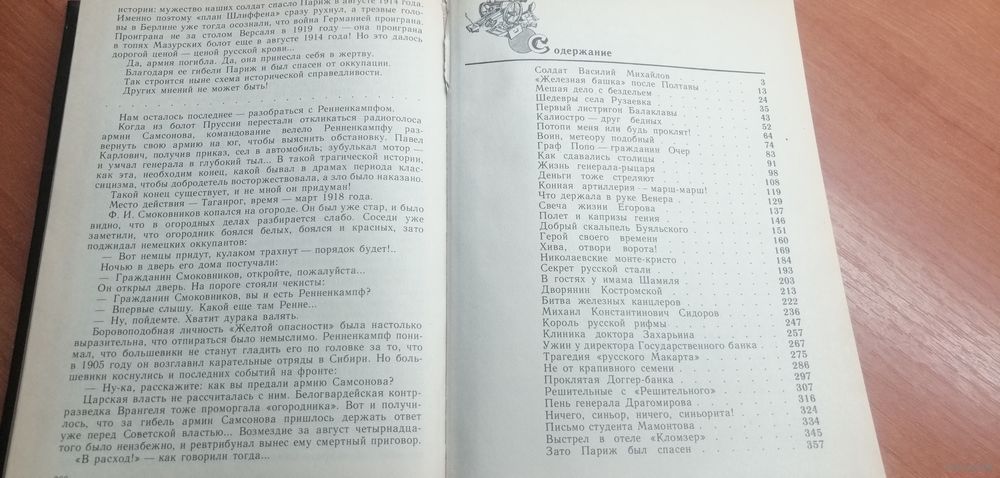 истории: мужество наших солдат спасло Париж в августе 1914 года.
Именно поэтому «план Шлиффена» сразу рухнул, а трезвые голо-
вы в Берлине уже тогда осознали, что война Германией проиграна.
Проиграна не за столом Версаля в 1919 году — она проиграна
в топях Мазурских болот еще в августе 1914 года! Но это далось
дорогой ценой — ценой русской крови...
Да, армия погибла. Да, она принесла себя в жертву.
Благодаря ее гибели Париж и был спасен от оккупации.
Так строится ныне схема исторической справедливости.
Других мнений не может быть!
Нам осталось последнее — разобраться с Ренненкампфом.
Когда из болот Пруссии перестали откликаться радиоголоса
армии Самсонова, командование велело Ренненкампфу раз-
вернуть свою армию на юг, чтобы выяснить обстановку. Павел
Карлович, получив приказ, сел в автомобиль; зубулькал мотор —
и умчал генерала в глубокий тыл... В такой трагической истории,
как эта, необходим конец, какой бывал в драмах периода клас-
сицизма, чтобы добродетель восторжествовала, а зло было наказано.
Такой конец существует, и не мной он придуман!
Место действия — Таганрог, время — март 1918 года.
Ф. И. Смоковников копался на огороде. Он был уже стар, и было
видно, что в огородных делах разбирается слабо. Соседи уже
заметили, что огородник боялся белых, боялся и красных, зато
поджидал немецких оккупантов:
— Вот немцы придут, кулаком трахнут — порядок будет!..
Ночью в дверь его дома постучали:
— Гражданин Смоковников, откройте, пожалуйста...
Он открыл дверь. На пороге стояли чекисты:
— Гражданин Смоковников, вы и есть Ренненкампф?
— Впервые слышу. Какой еще там Ренне...
— Ну, пойдемте. Хватит дурака валять.
Боровоподобная личность «Желтой опасности» была настолько
выразительна, что отпираться было немыслимо. Ренненкампф пони-
мал, что большевики не станут гладить его по головке за то, что
в 1905 году он возглавил карательные отряды в Сибири. Но боль-
шевики коснулись и последних событий на фронте:
— Ну-ка, расскажите: как вы предали армию Самсонова?
Царская власть не рассчиталась с ним. Белогвардейская контр-
разведка Врангеля тоже проморгала «огородника». Вот и получи-
лось, что за гибель армии Самсонова пришлось держать ответ
уже перед Советской властью... Возмездие за август четырнадца-
того было неизбежно, и ревтрибунал вынес ему смертный приговор.
«В расход!» — как говорили тогда...
Содержание
Солдат Василий Михайлов 3
«Железная башка» после Полтавы 13
Мешая дело с бездельем 24
Шедевры села Рузаевка 35
Первый листригон Балаклавы 43
Калиостро — друг бедных 52
Потопи меня или будь проклят! 64
Воин, метеору подобный 74
Граф Попо — гражданин Очер 83
Как сдавались столицы 91
Жизнь генерала-рыцаря 98
Деньги тоже стреляют 108
Конная артиллерия — марш-марш! 119
Что держала в руке Венера 129
Свеча жизни Егорова 137
Полет и капризы гения 146
Добрый скальпель Буяльского 151
Герой своего времени 160
Хива, отвори ворота! 169
Николаевские монте-кристо 184
Секрет русской стали 193
В гостях у имама Шамиля 203
Дворянин Костромской 213
Битва железных канцлеров 222
Михаил Константинович Сидоров 236
Король русской рифмы 247
Клиника доктора Захарьина 257
Ужин у директора Государственного банка 267
Трагедия «русского Макарта» 275
Не от крапивного семени 286
Проклятая Доггер-банка 297
Решительные с «Решительного» 307
Пень генерала Драгомирова 316
Ничего, синьор, ничего, синьорита! 324
Письмо студента Мамонтова 334
Выстрел в отеле «Кломзер» 345
Зато Париж был спасен 357